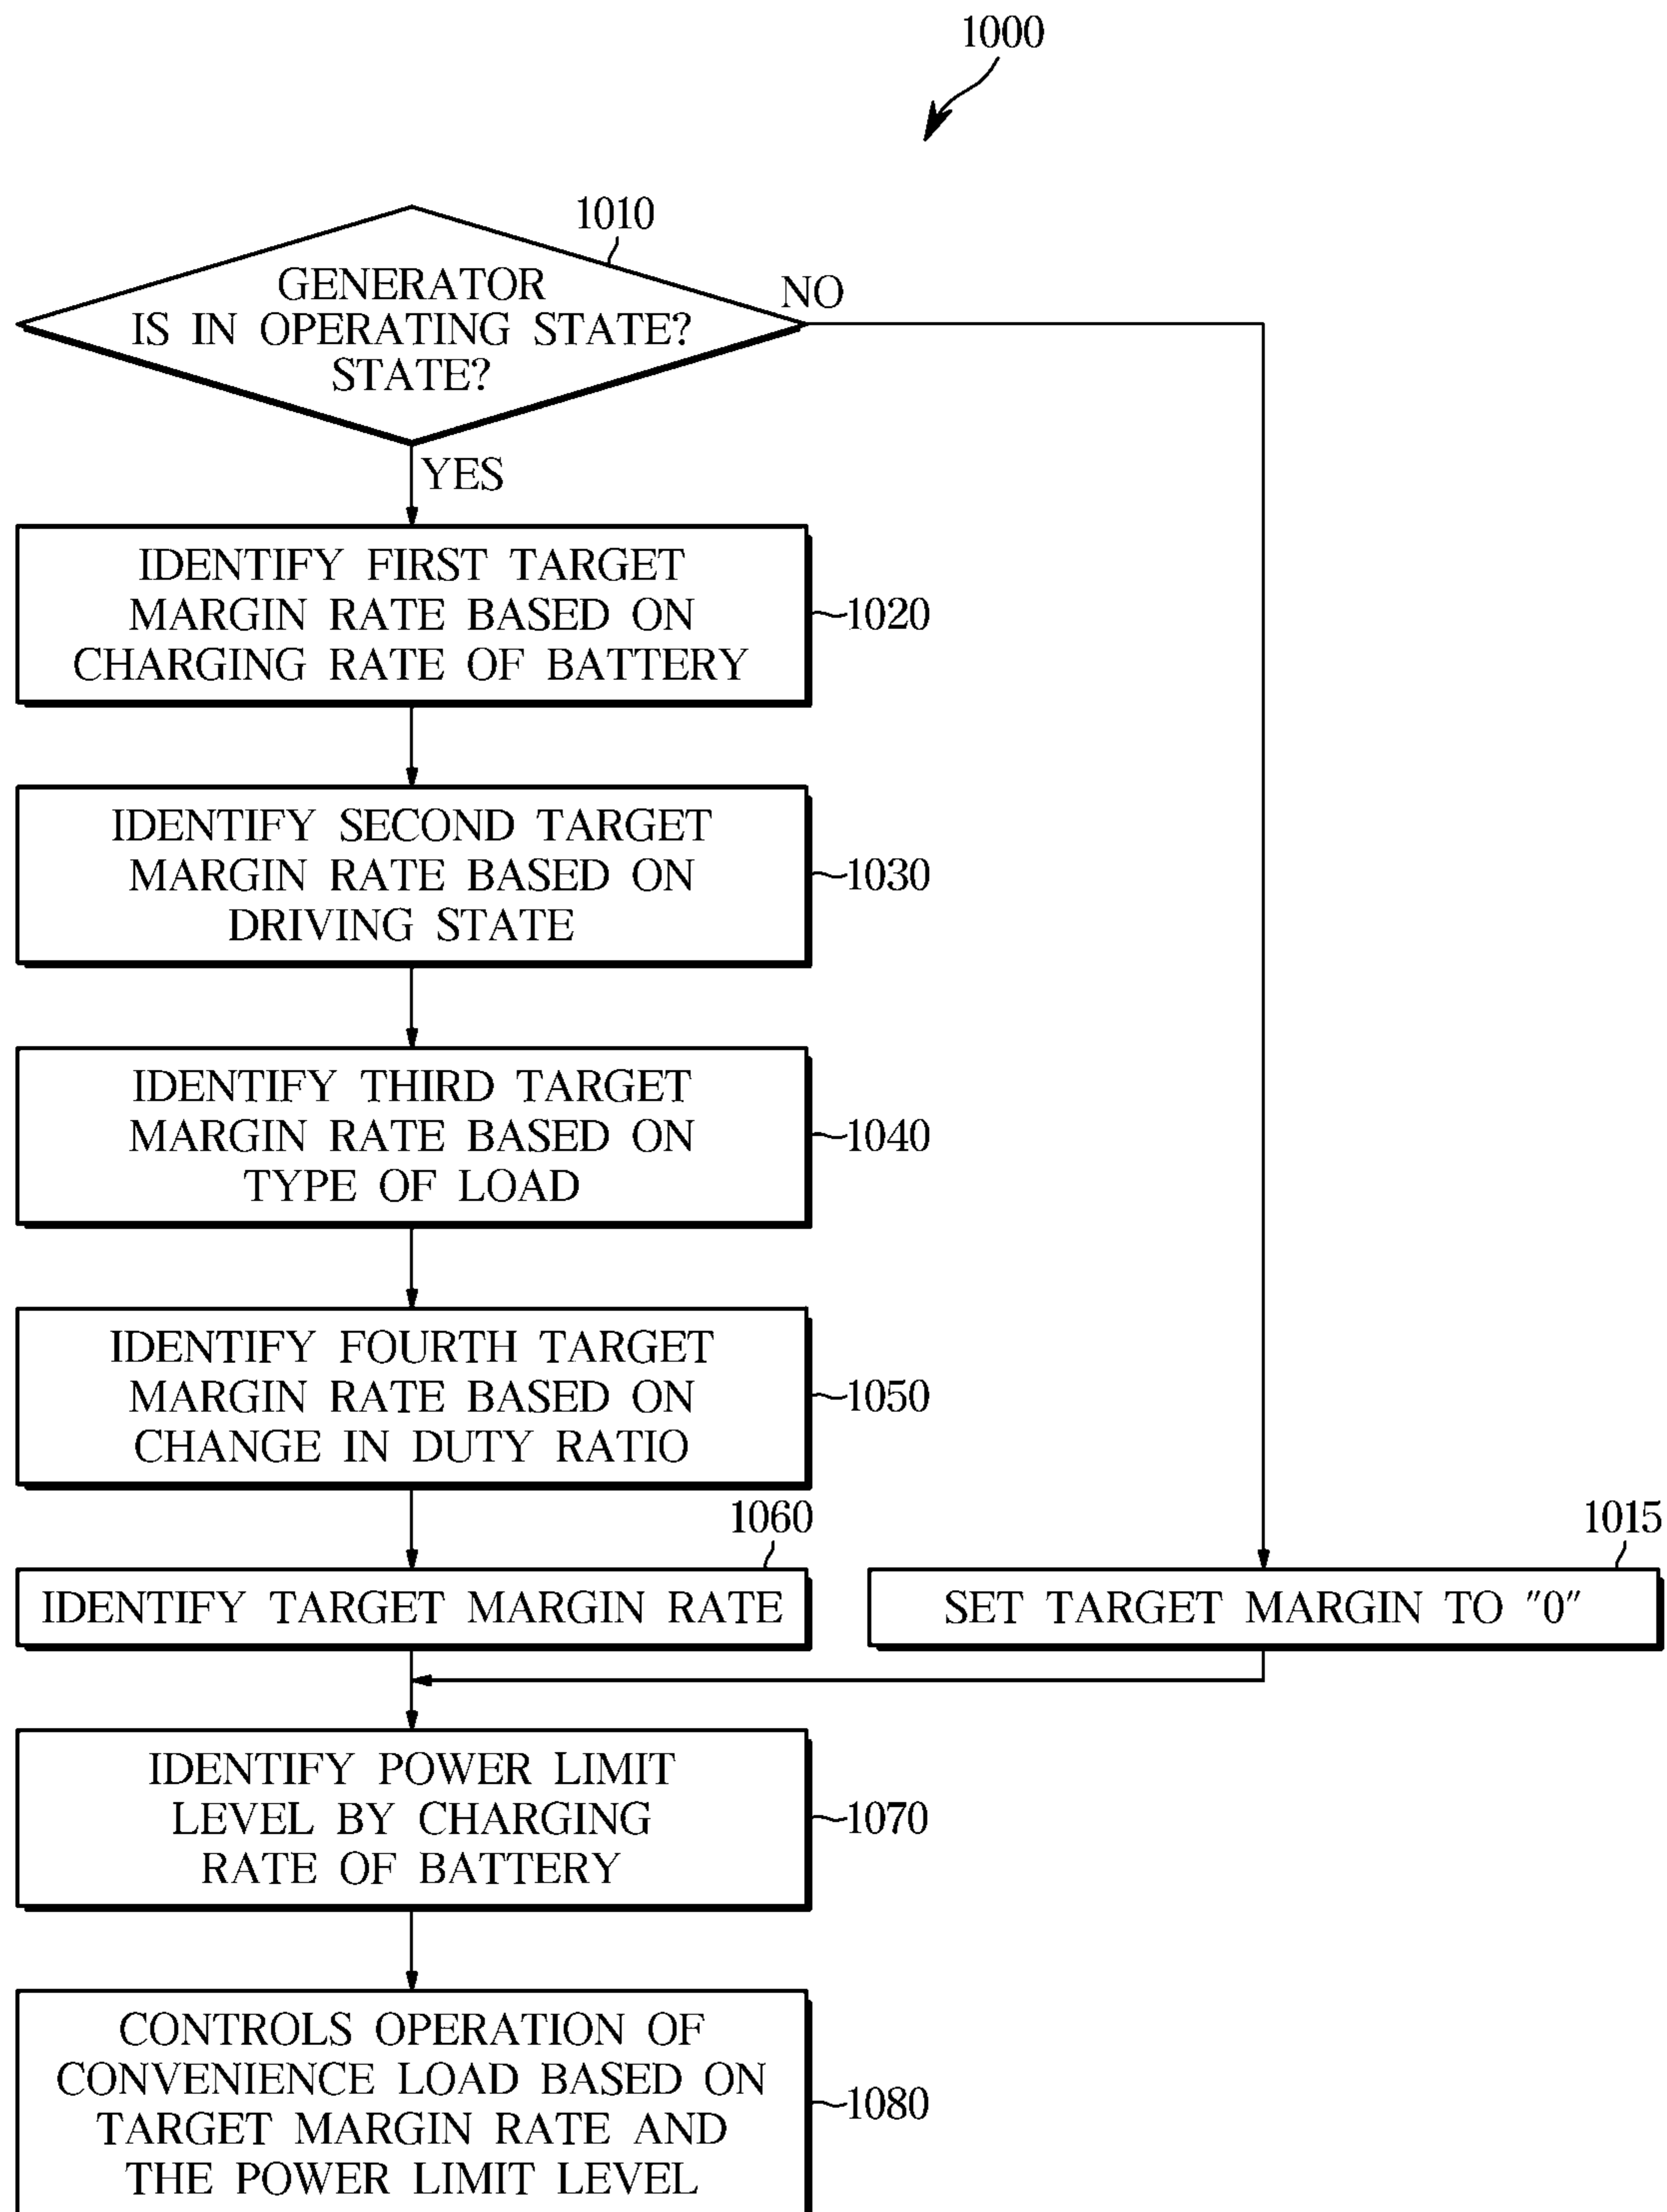 1000
1010
GENERATOR
IS IN OPERATING STATE?
STATE?
NO
YES
IDENTIFY FIRST TARGET
MARGIN RATE BASED ON
CHARGING RATE OF BATTERY
1020
IDENTIFY SECOND TARGET
MARGIN RATE BASED ON
DRIVING STATE
1030
IDENTIFY THIRD TARGET
MARGIN RATE BASED ON
TYPE OF LOAD
1040
IDENTIFY FOURTH TARGET
MARGIN RATE BASED ON
CHANGE IN DUTY RATIO
1050
1060
IDENTIFY TARGET MARGIN RATE
1015
SET TARGET MARGIN TO "0"
IDENTIFY POWER LIMIT
LEVEL BY CHARGING
RATE OF BATTERY
1070
CONTROLS OPERATION OF
CONVENIENCE LOAD BASED ON
TARGET MARGIN RATE AND
THE POWER LIMIT LEVEL
1080